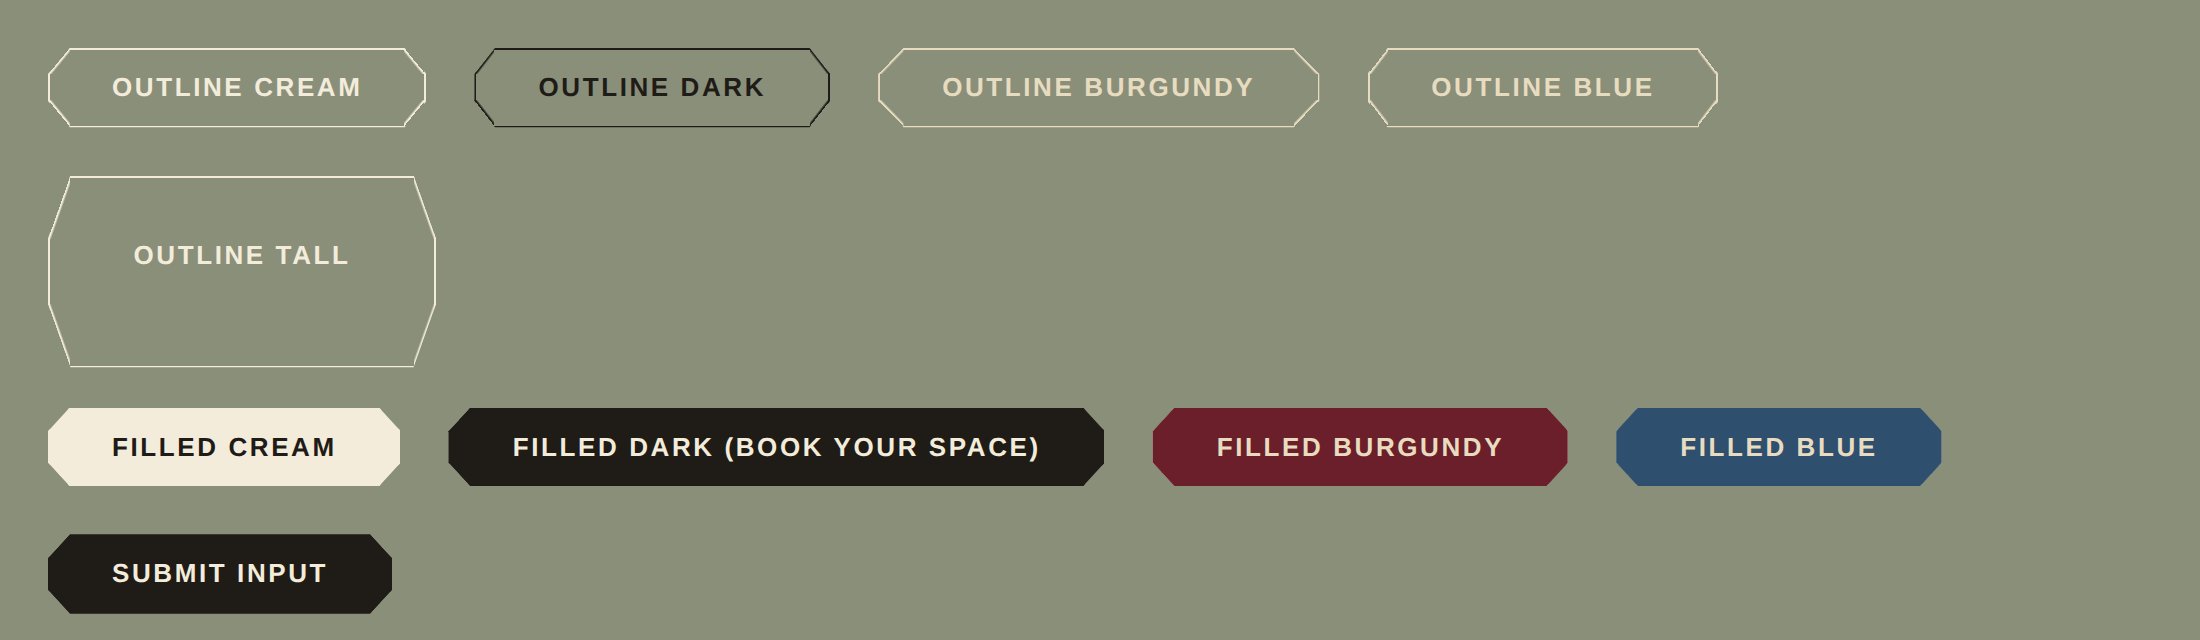 OUTLINE CREAM
OUTLINE DARK
OUTLINE BURGUNDY
OUTLINE BLUE
OUTLINE TALL
FILLED CREAM
FILLED DARK (BOOK YOUR SPACE)
FILLED BURGUNDY
FILLED BLUE
SUBMIT INPUT